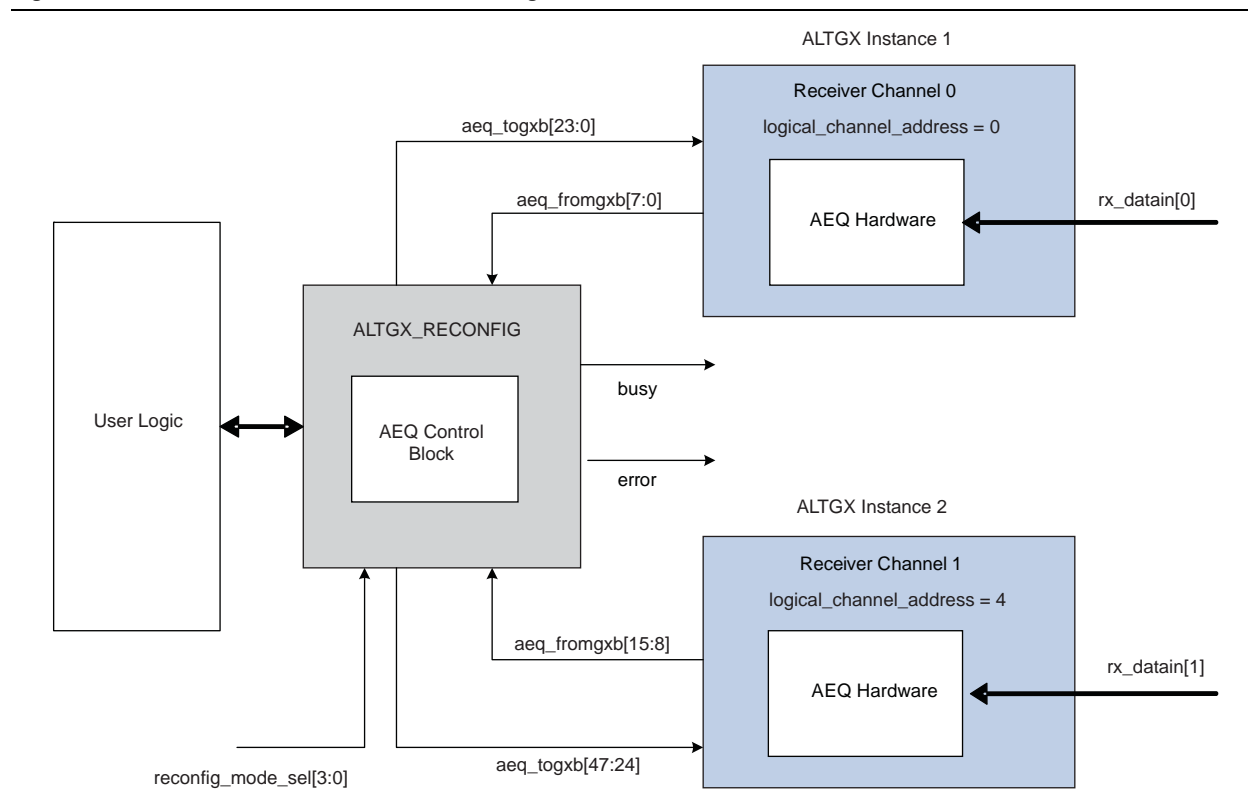 ALTGX Instance 1
Receiver Channel 0
logical_channel_address = 0
aeq_togxb[23:0]
aeq_fromgxb[7:0]
AEQ Hardware
rx_datain[0]
ALTGX_RECONFIG
busy
User Logic
AEQ Control
Block
error
ALTGX Instance 2
Receiver Channel 1
logical_channel_address = 4
aeq_fromgxb[15:8]
AEQ Hardware
rx_datain[1]
aeq_togxb[47:24]
reconfig_mode_sel[3:0]